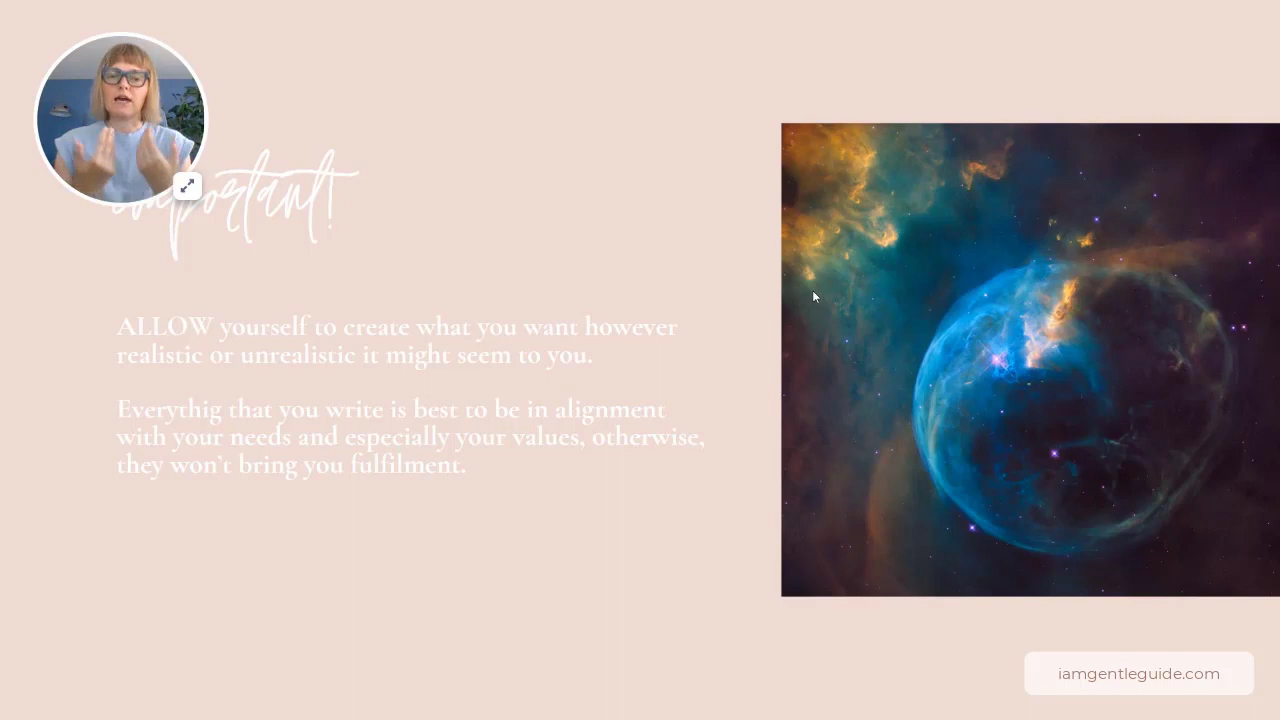 important!
ALLOW yourself to create what you want however
realistic or unrealistic it might seem to you.
Everythig that you write is best to be in alignment
with your needs and especially your values, otherwise,
they won't bring you fulfilment.
iamgentleguide.com